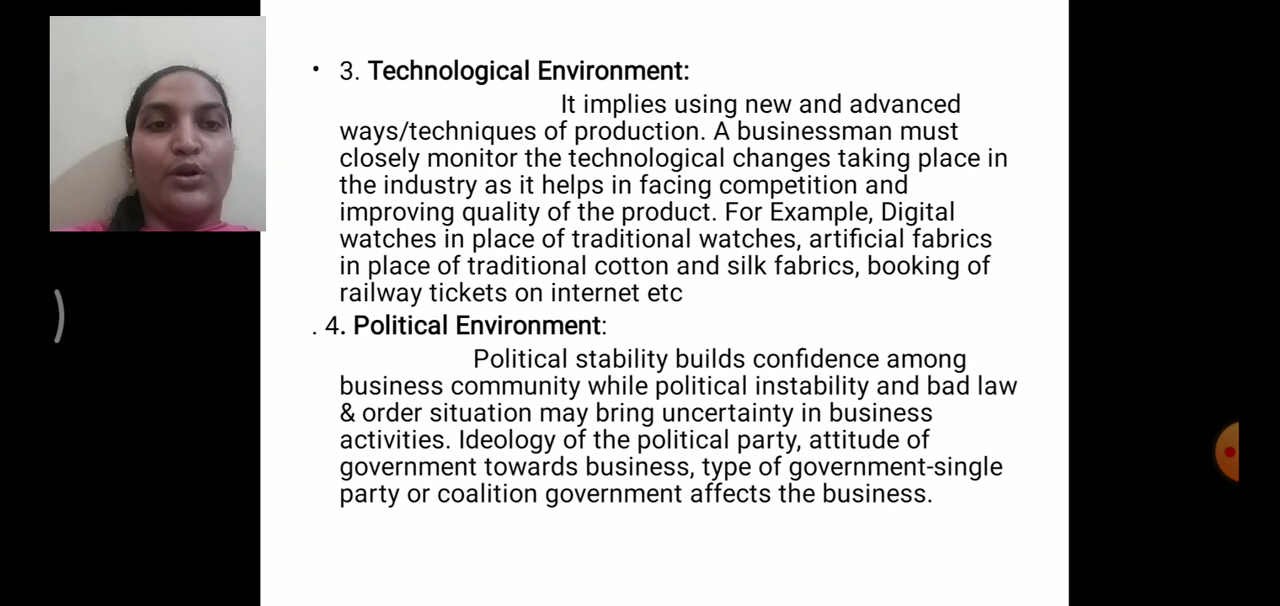 • 3. Technological Environment:
It implies using new and advanced
ways/techniques of production. A businessman must
closely monitor the technological changes taking place in
the industry as it helps in facing competition and
improving quality of the product. For Example, Digital
watches in place of traditional watches, artificial fabrics
in place of traditional cotton and silk fabrics, booking of
railway tickets on internet etc
. 4. Political Environment:
Political stability builds confidence among
business community while political instability and bad law
& order situation may bring uncertainty in business
activities. Ideology of the political party, attitude of
government towards business, type of government-single
party or coalition government affects the business.